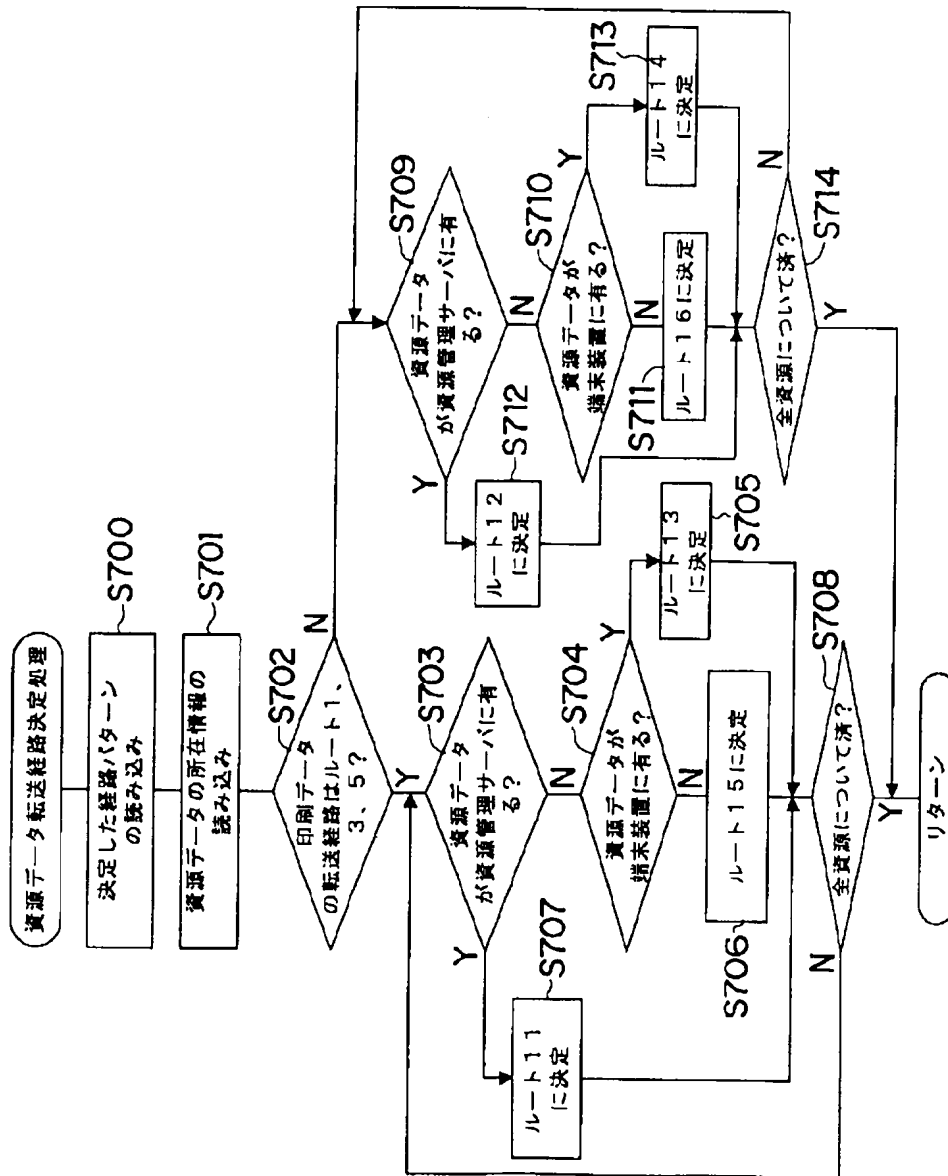 資源データ転送経路決定処理
決定した経路パターン
の読み込み
S700
資源データの所在情報の
読み込み
S701
印刷データ
の転送経路はルート1、
3、5?
S702
N
Y
資源データ
が資源管理サーバに有
る?
S703
Y
N
ルート11
に決定
S707
資源データが
端末装置に有る?
S704
Y
N
ルート13
に決定
S705
ルート15に決定
S706
全資源について済?
S708
N
Y
資源データ
が資源管理サーバに有
る?
S709
Y
N
ルート12
に決定
S712
資源データが
端末装置に有る?
S710
Y
N
ルート14
に決定
S713
ルート16に決定
S711
全資源について済?
S714
N
Y
リターン